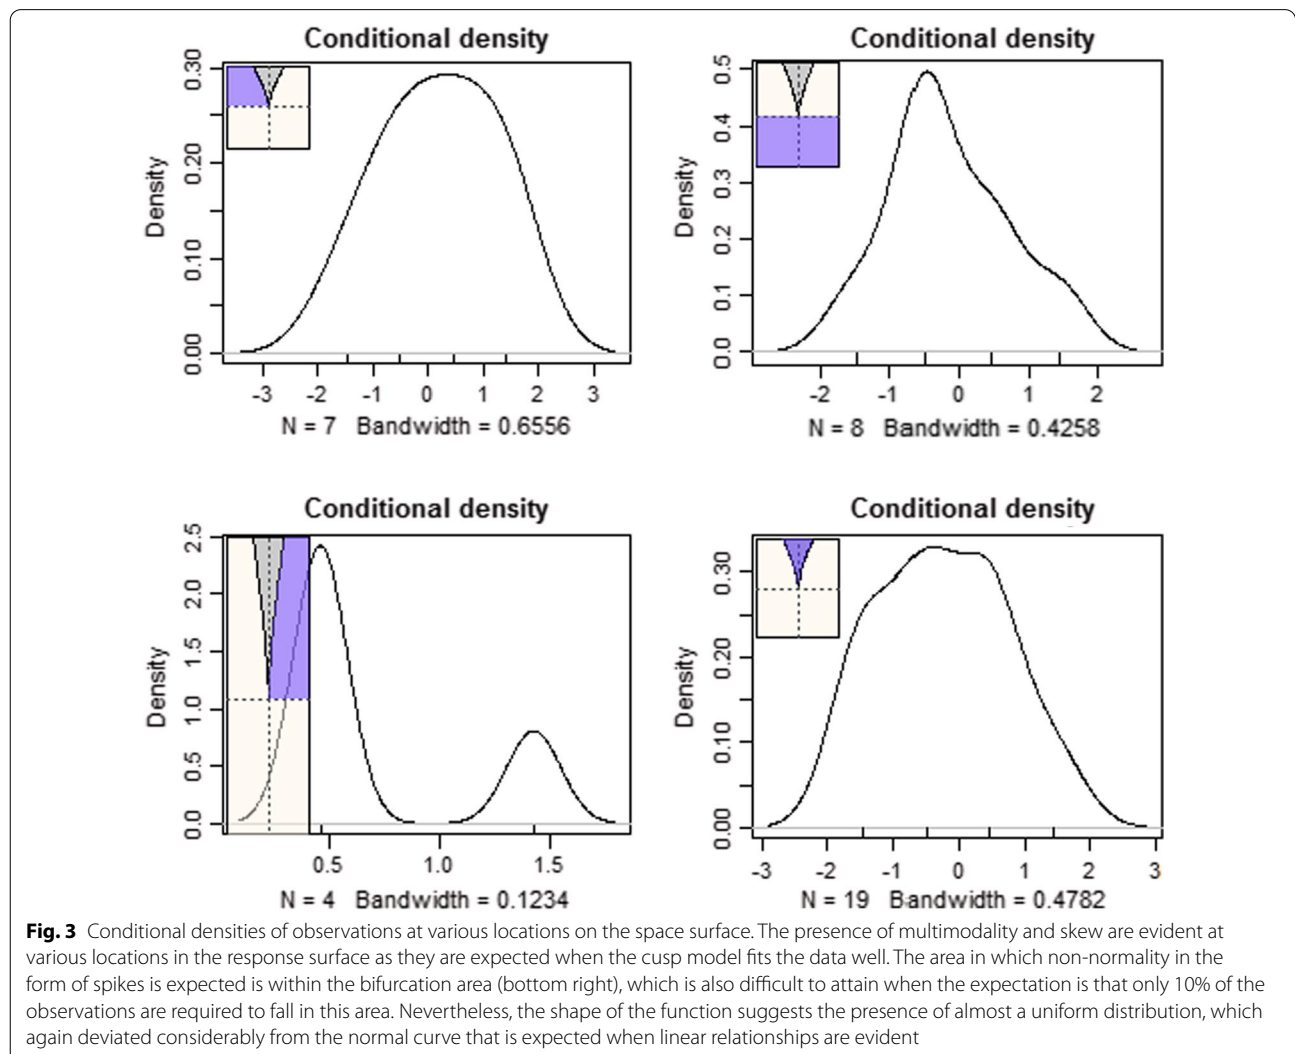 Conditional density
Density
0.00 0.10 0.20 0.30
-3 -2 -1 0 1 2 3
N = 7 Bandwidth = 0.6556
Conditional density
Density
0.0 0.1 0.2 0.3 0.4 0.5
-2 -1 0 1 2
N = 8 Bandwidth = 0.4258
Conditional density
Density
0.0 0.5 1.0 1.5 2.0 2.5
0.5 1.0 1.5
N = 4 Bandwidth = 0.1234
Conditional density
Density
0.00 0.10 0.20 0.30
-3 -2 -1 0 1 2 3
N = 19 Bandwidth = 0.4782
Fig. 3 Conditional densities of observations at various locations on the space surface. The presence of multimodality and skew are evident at
various locations in the response surface as they are expected when the cusp model fits the data well. The area in which non-normality in the
form of spikes is expected is within the bifurcation area (bottom right), which is also difficult to attain when the expectation is that only 10% of the
observations are required to fall in this area. Nevertheless, the shape of the function suggests the presence of almost a uniform distribution, which
again deviated considerably from the normal curve that is expected when linear relationships are evident